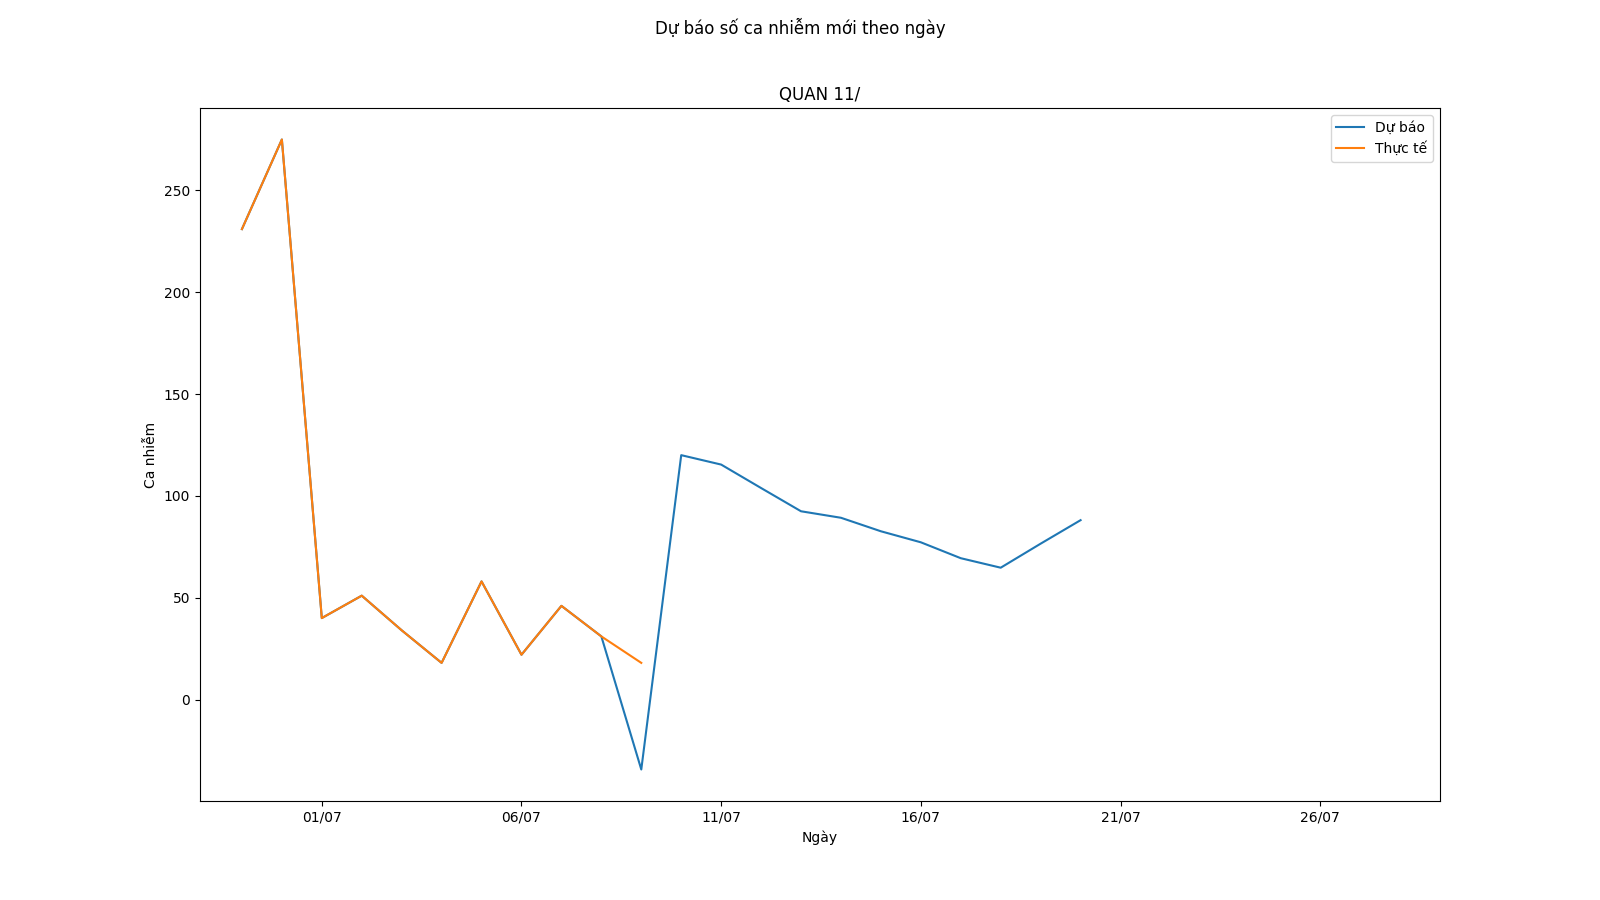 Dự báo số ca nhiễm mới theo ngày
QUAN 11/
Dự báo
Thực tế
250
200
150
100
50
0
Ca nhiễm
01/07
06/07
11/07
16/07
21/07
26/07
Ngày